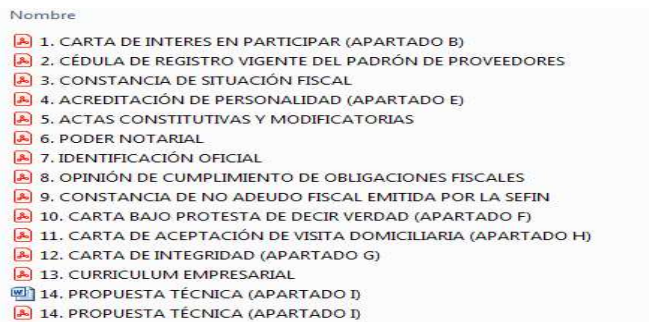 Nombre
1. CARTA DE INTERES EN PARTICIPAR (APARTADO B)
2. CÉDULA DE REGISTRO VIGENTE DEL PADRÓN DE PROVEEDORES
3. CONSTANCIA DE SITUACIÓN FISCAL
4. ACREDITACIÓN DE PERSONALIDAD (APARTADO E)
5. ACTAS CONSTITUTIVAS Y MODIFICATORIAS
6. PODER NOTARIAL
7. IDENTIFICACIÓN OFICIAL
8. OPINIÓN DE CUMPLIMIENTO DE OBLIGACIONES FISCALES
9. CONSTANCIA DE NO ADEUDO FISCAL EMITIDA POR LA SEFIN
10. CARTA BAJO PROTESTA DE DECIR VERDAD (APARTADO F)
11. CARTA DE ACEPTACIÓN DE VISITA DOMICILIARIA (APARTADO H)
12. CARTA DE INTEGRIDAD (APARTADO G)
13. CURRICULUM EMPRESARIAL
14. PROPUESTA TÉCNICA (APARTADO I)
14. PROPUESTA TÉCNICA (APARTADO I)